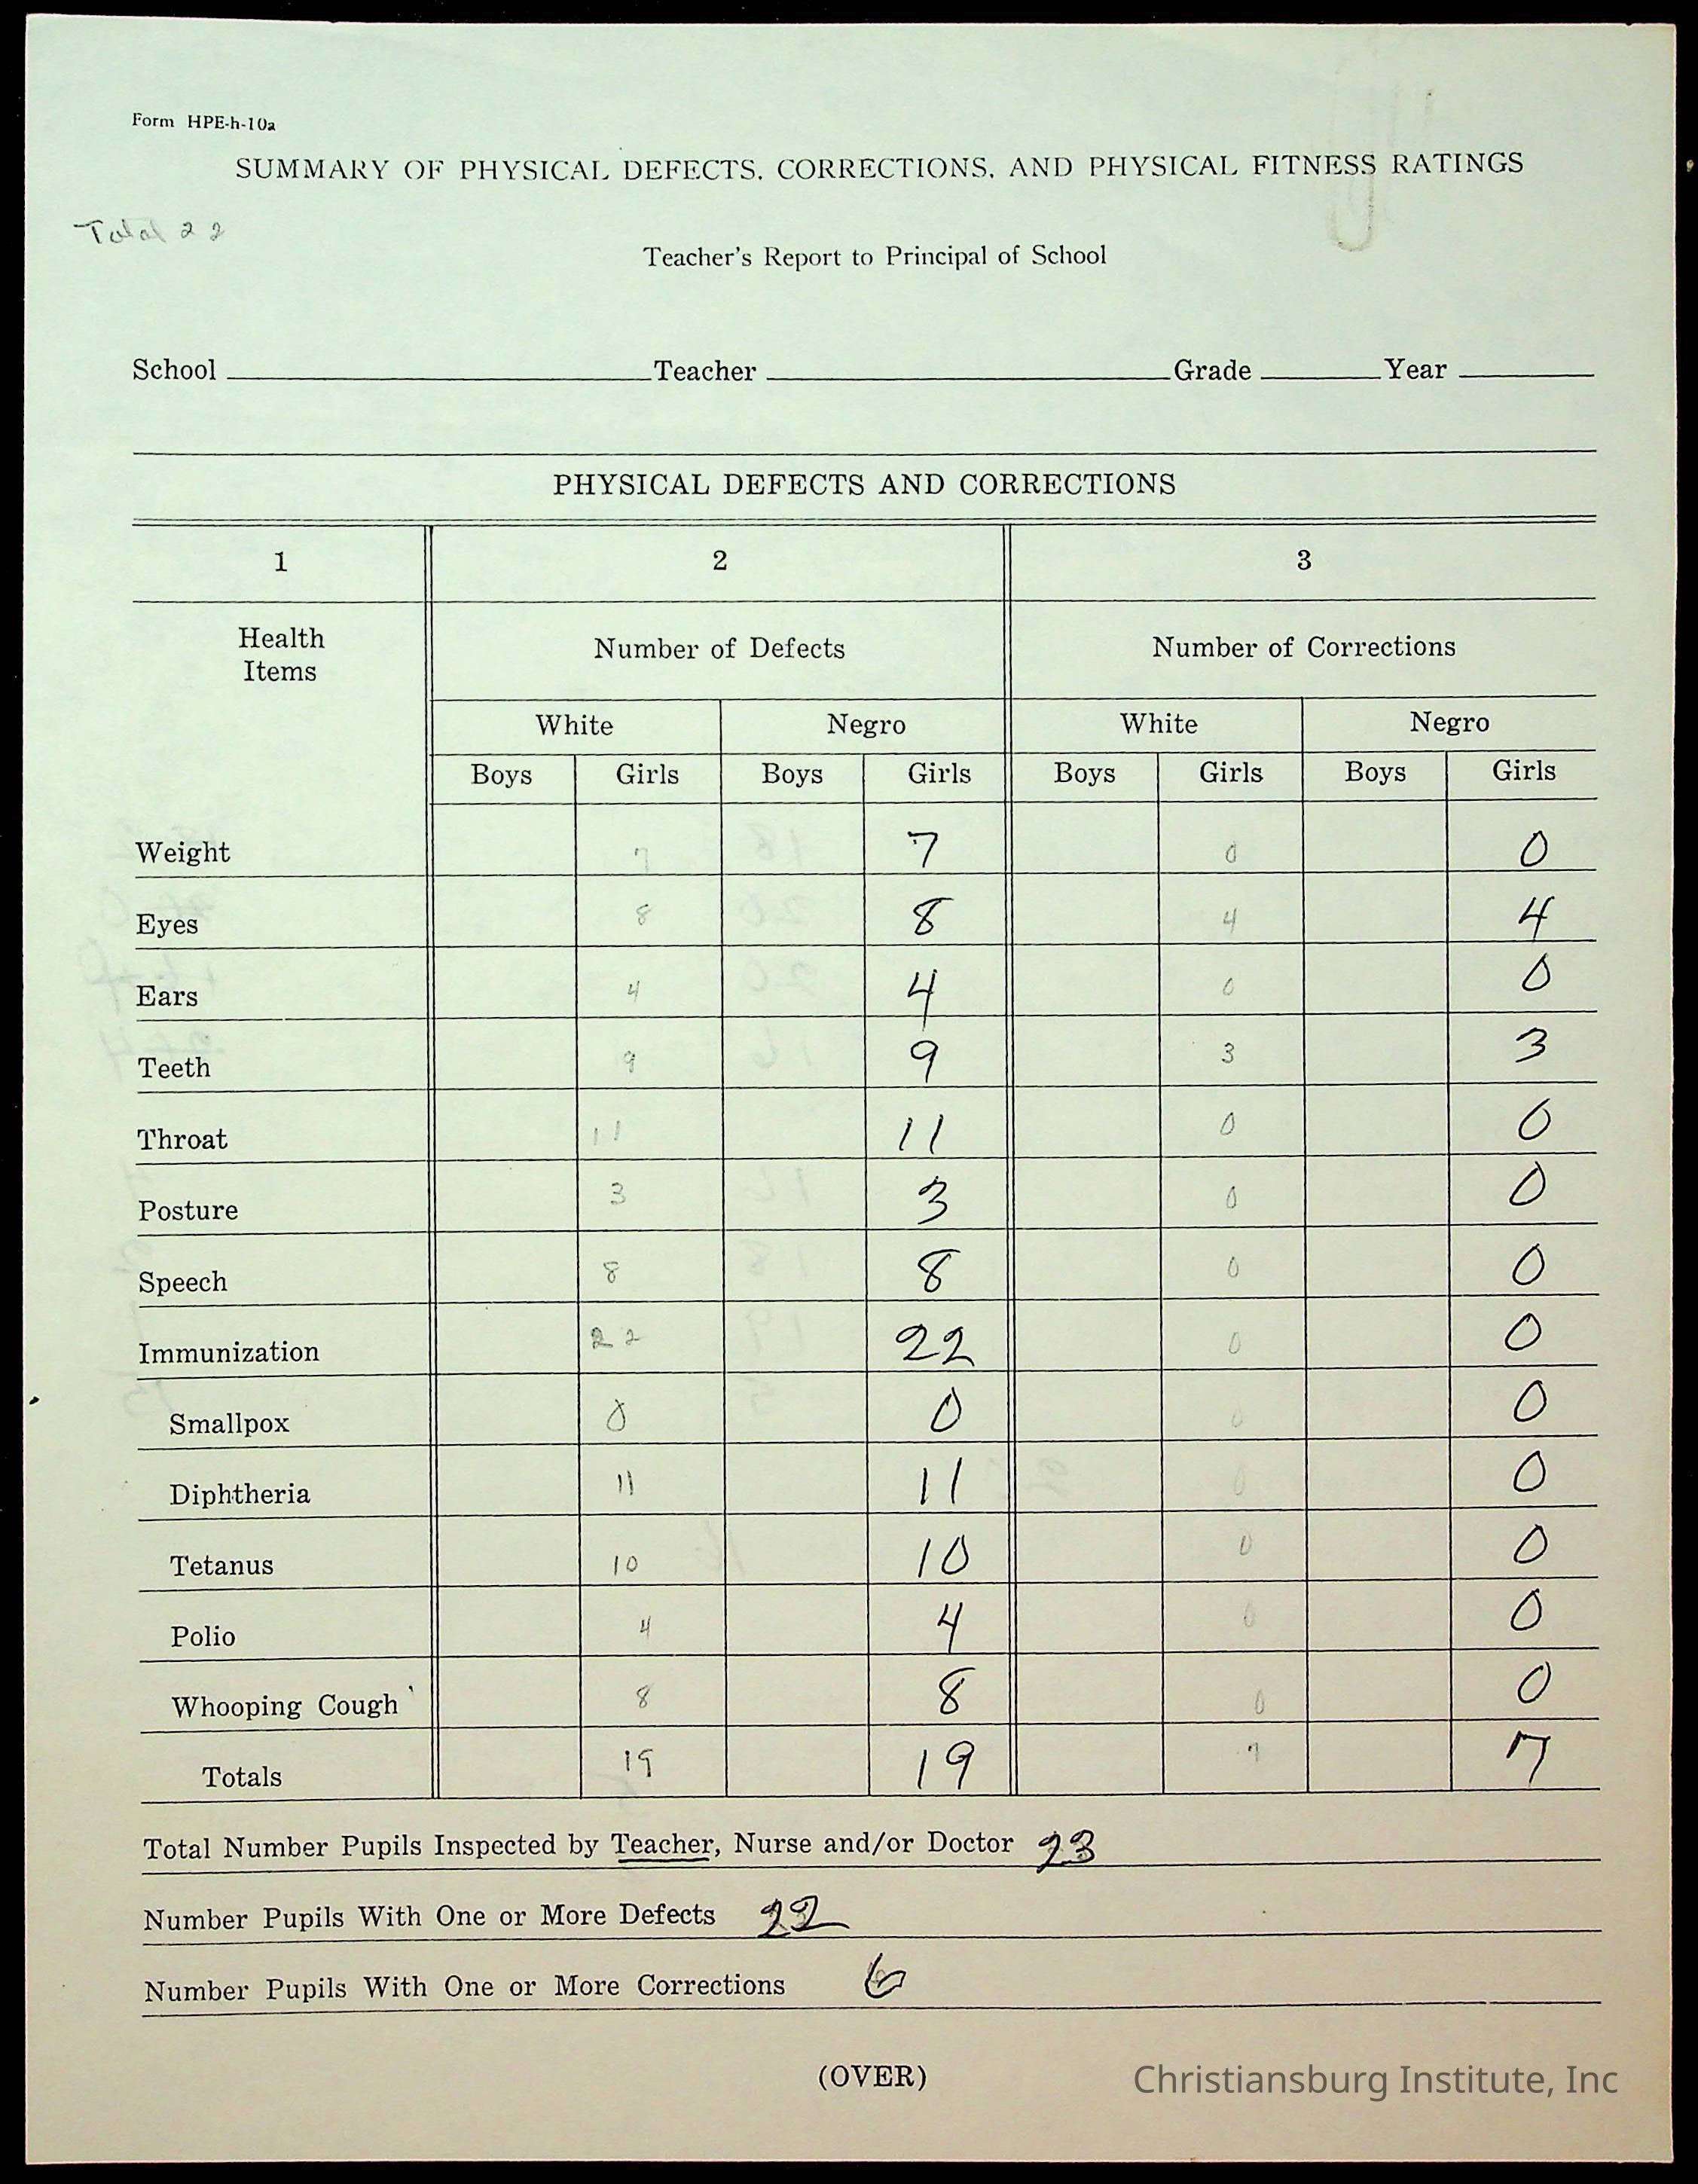 Form HPE-h-10a
SUMMARY OF PHYSICAL DEFECTS, CORRECTIONS, AND PHYSICAL FITNESS RATINGS
Total 22
Teacher's Report to Principal of School
School Teacher Grade Year
PHYSICAL DEFECTS AND CORRECTIONS
1 2 3
Health Items Number of Defects Number of Corrections
White Negro White Negro
Boys Girls Boys Girls Boys Girls Boys Girls
Weight 7 7 0 0
Eyes 8 8 4 4
Ears 4 4 0 0
Teeth 9 9 3 3
Throat 11 11 0 0
Posture 3 3 0 0
Speech 8 8 0 0
Immunization 22 22 0 0
Smallpox 0 0 0 0
Diphtheria 11 11 0 0
Tetanus 10 10 0 0
Polio 4 4 0 0
Whooping Cough 8 8 0 0
Totals 19 19 7 7
Total Number Pupils Inspected by Teacher, Nurse and/or Doctor 23
Number Pupils With One or More Defects 22
Number Pupils With One or More Corrections 6
(OVER)
Christiansburg Institute, Inc